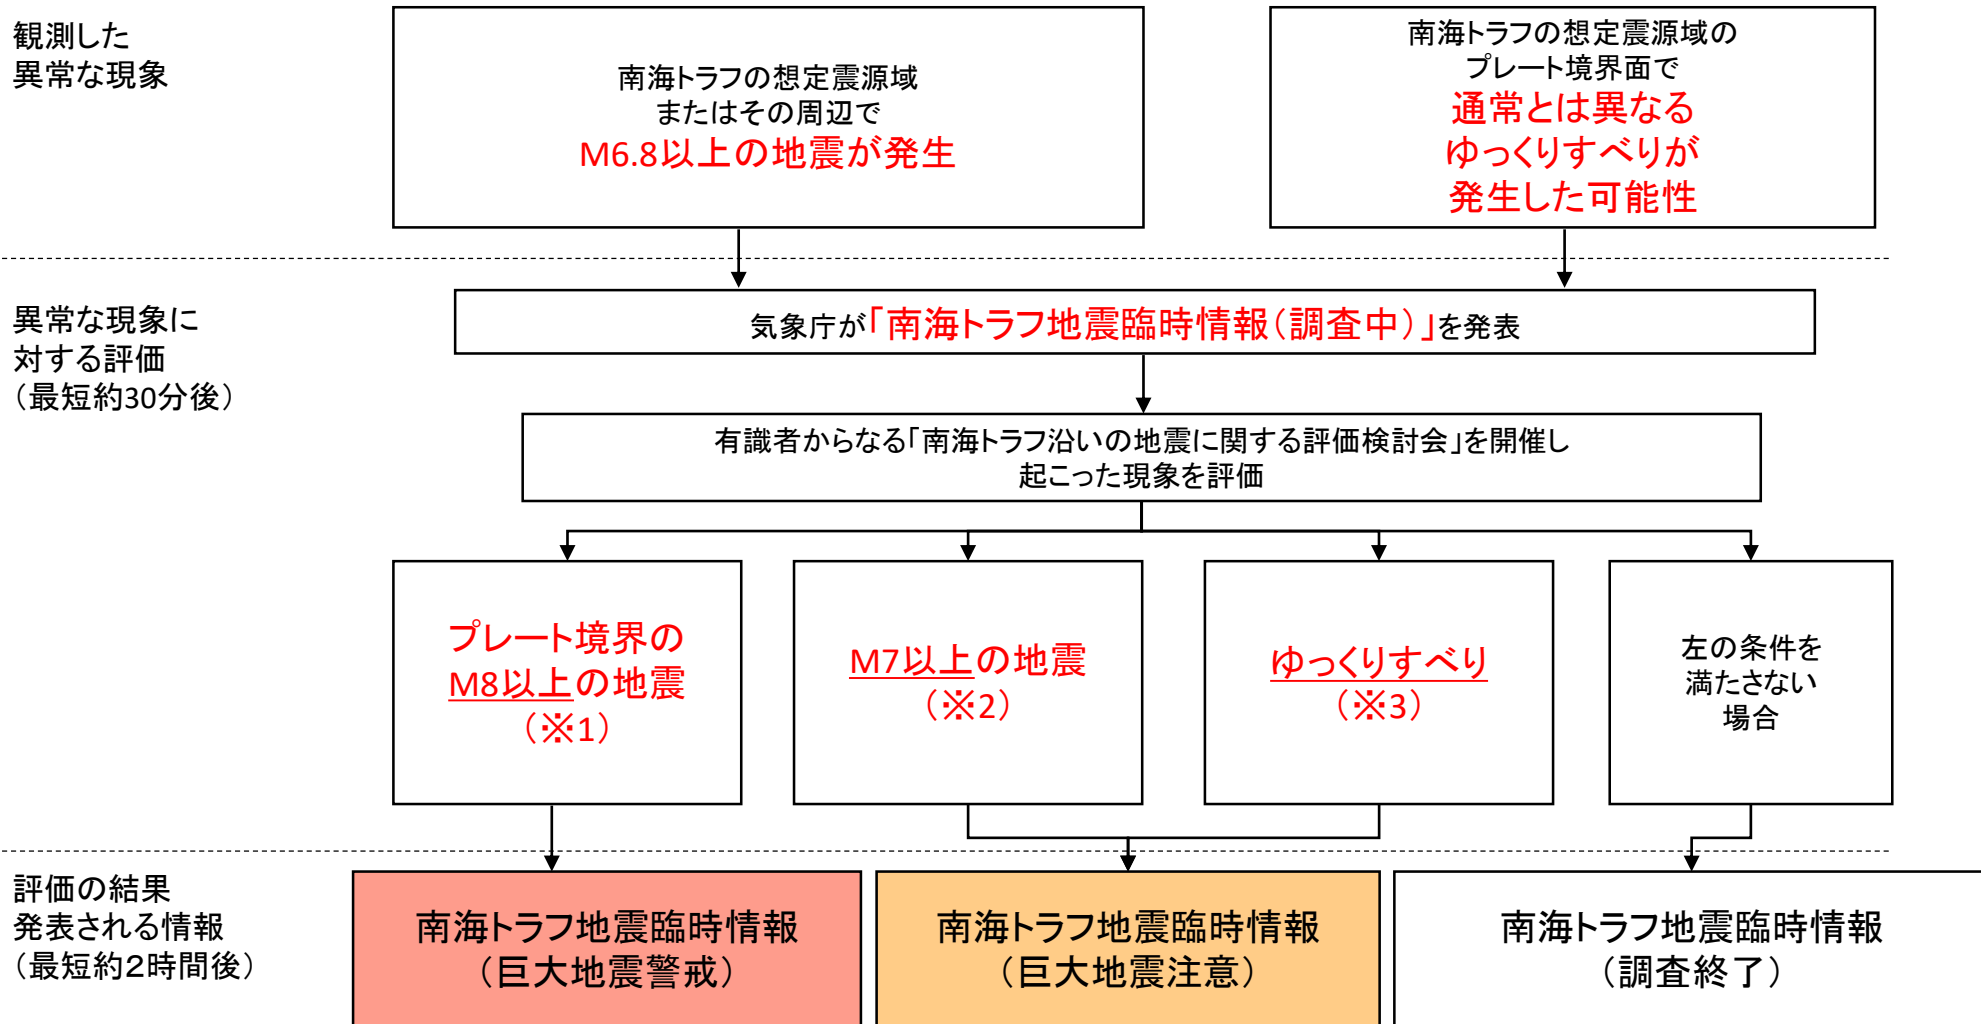 観測した
異常な現象
南海トラフの想定震源域
またはその周辺で
M6.8以上の地震が発生
南海トラフの想定震源域の
プレート境界面で
通常とは異なる
ゆっくりすべりが
発生した可能性
異常な現象に
対する評価
（最短約30分後）
気象庁が「南海トラフ地震臨時情報（調査中）」を発表
有識者からなる「南海トラフ沿いの地震に関する評価検討会」を開催し
起こった現象を評価
プレート境界の
M8以上の地震
（※1）
M7以上の地震
（※2）
ゆっくりすべり
（※3）
左の条件を
満たさない
場合
評価の結果
発表される情報
（最短約２時間後）
南海トラフ地震臨時情報
（巨大地震警戒）
南海トラフ地震臨時情報
（巨大地震注意）
南海トラフ地震臨時情報
（調査終了）